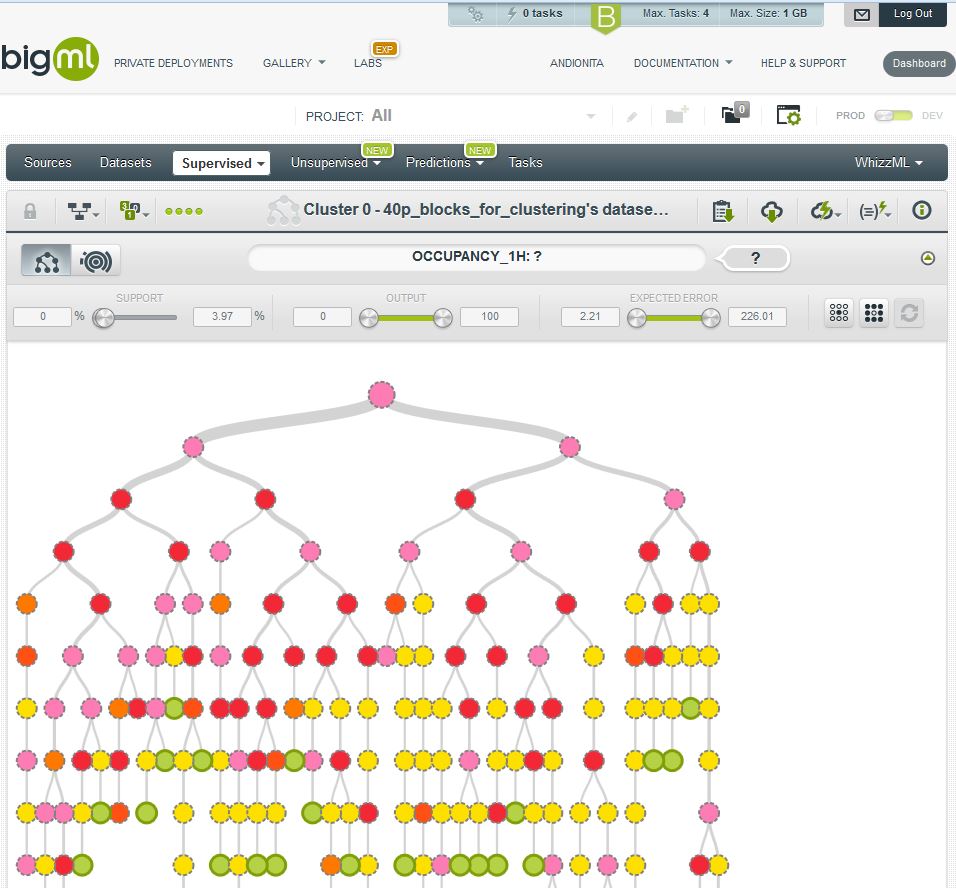 0 tasks
B
Max. Tasks: 4
Max. Size: 1 GB
Log Out
bigml
PRIVATE DEPLOYMENTS
GALLERY
LABS
EXP
ANDIONITA
DOCUMENTATION
HELP & SUPPORT
Dashboard
PROJECT: All
0
PROD
DEV
Sources
Datasets
Supervised
Unsupervised
NEW
Predictions
NEW
Tasks
WhizzML
Cluster 0 - 40p_blocks_for_clustering's datase...
OCCUPANCY_1H: ?
?
SUPPORT
OUTPUT
EXPECTED ERROR
0 %
3.97 %
0
100
2.21
226.01